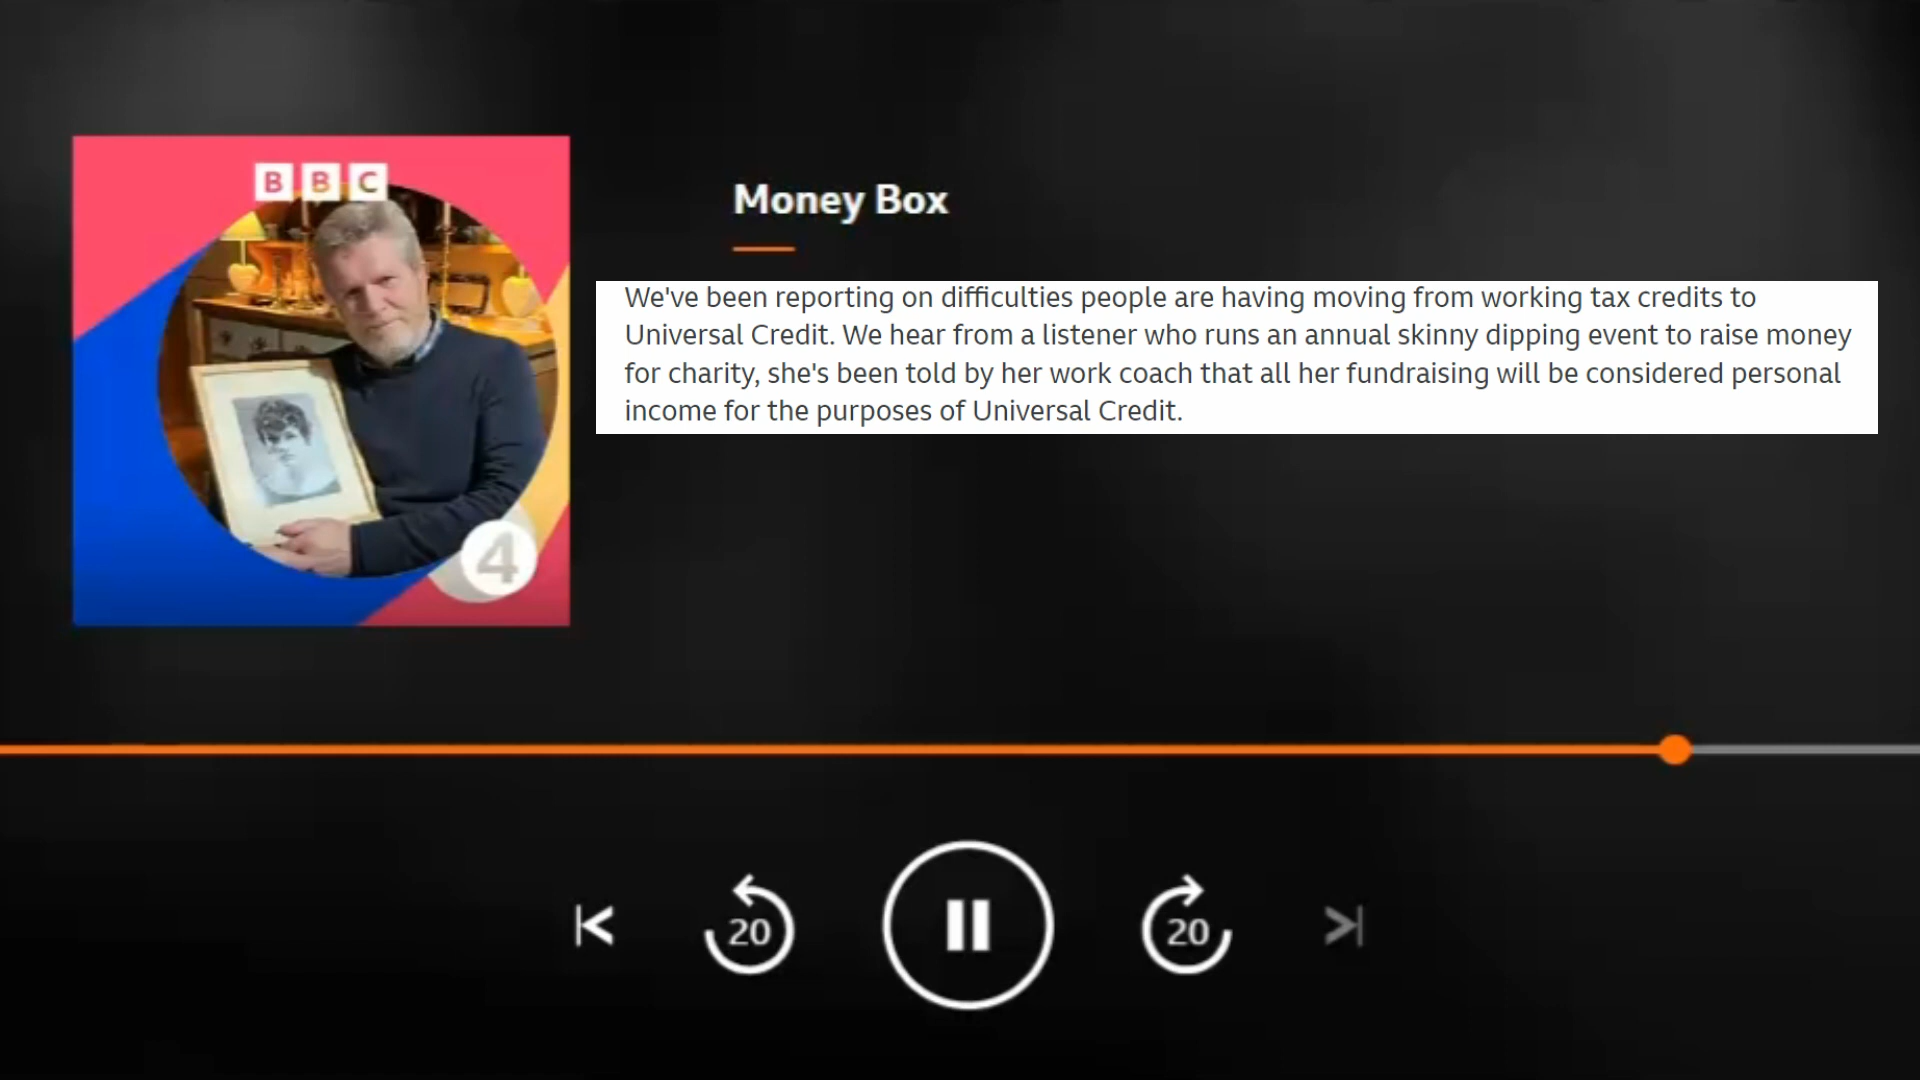 BBC
4
Money Box
We've been reporting on difficulties people are having moving from working tax credits to
Universal Credit. We hear from a listener who runs an annual skinny dipping event to raise money
for charity, she's been told by her work coach that all her fundraising will be considered personal
income for the purposes of Universal Credit.
20
20